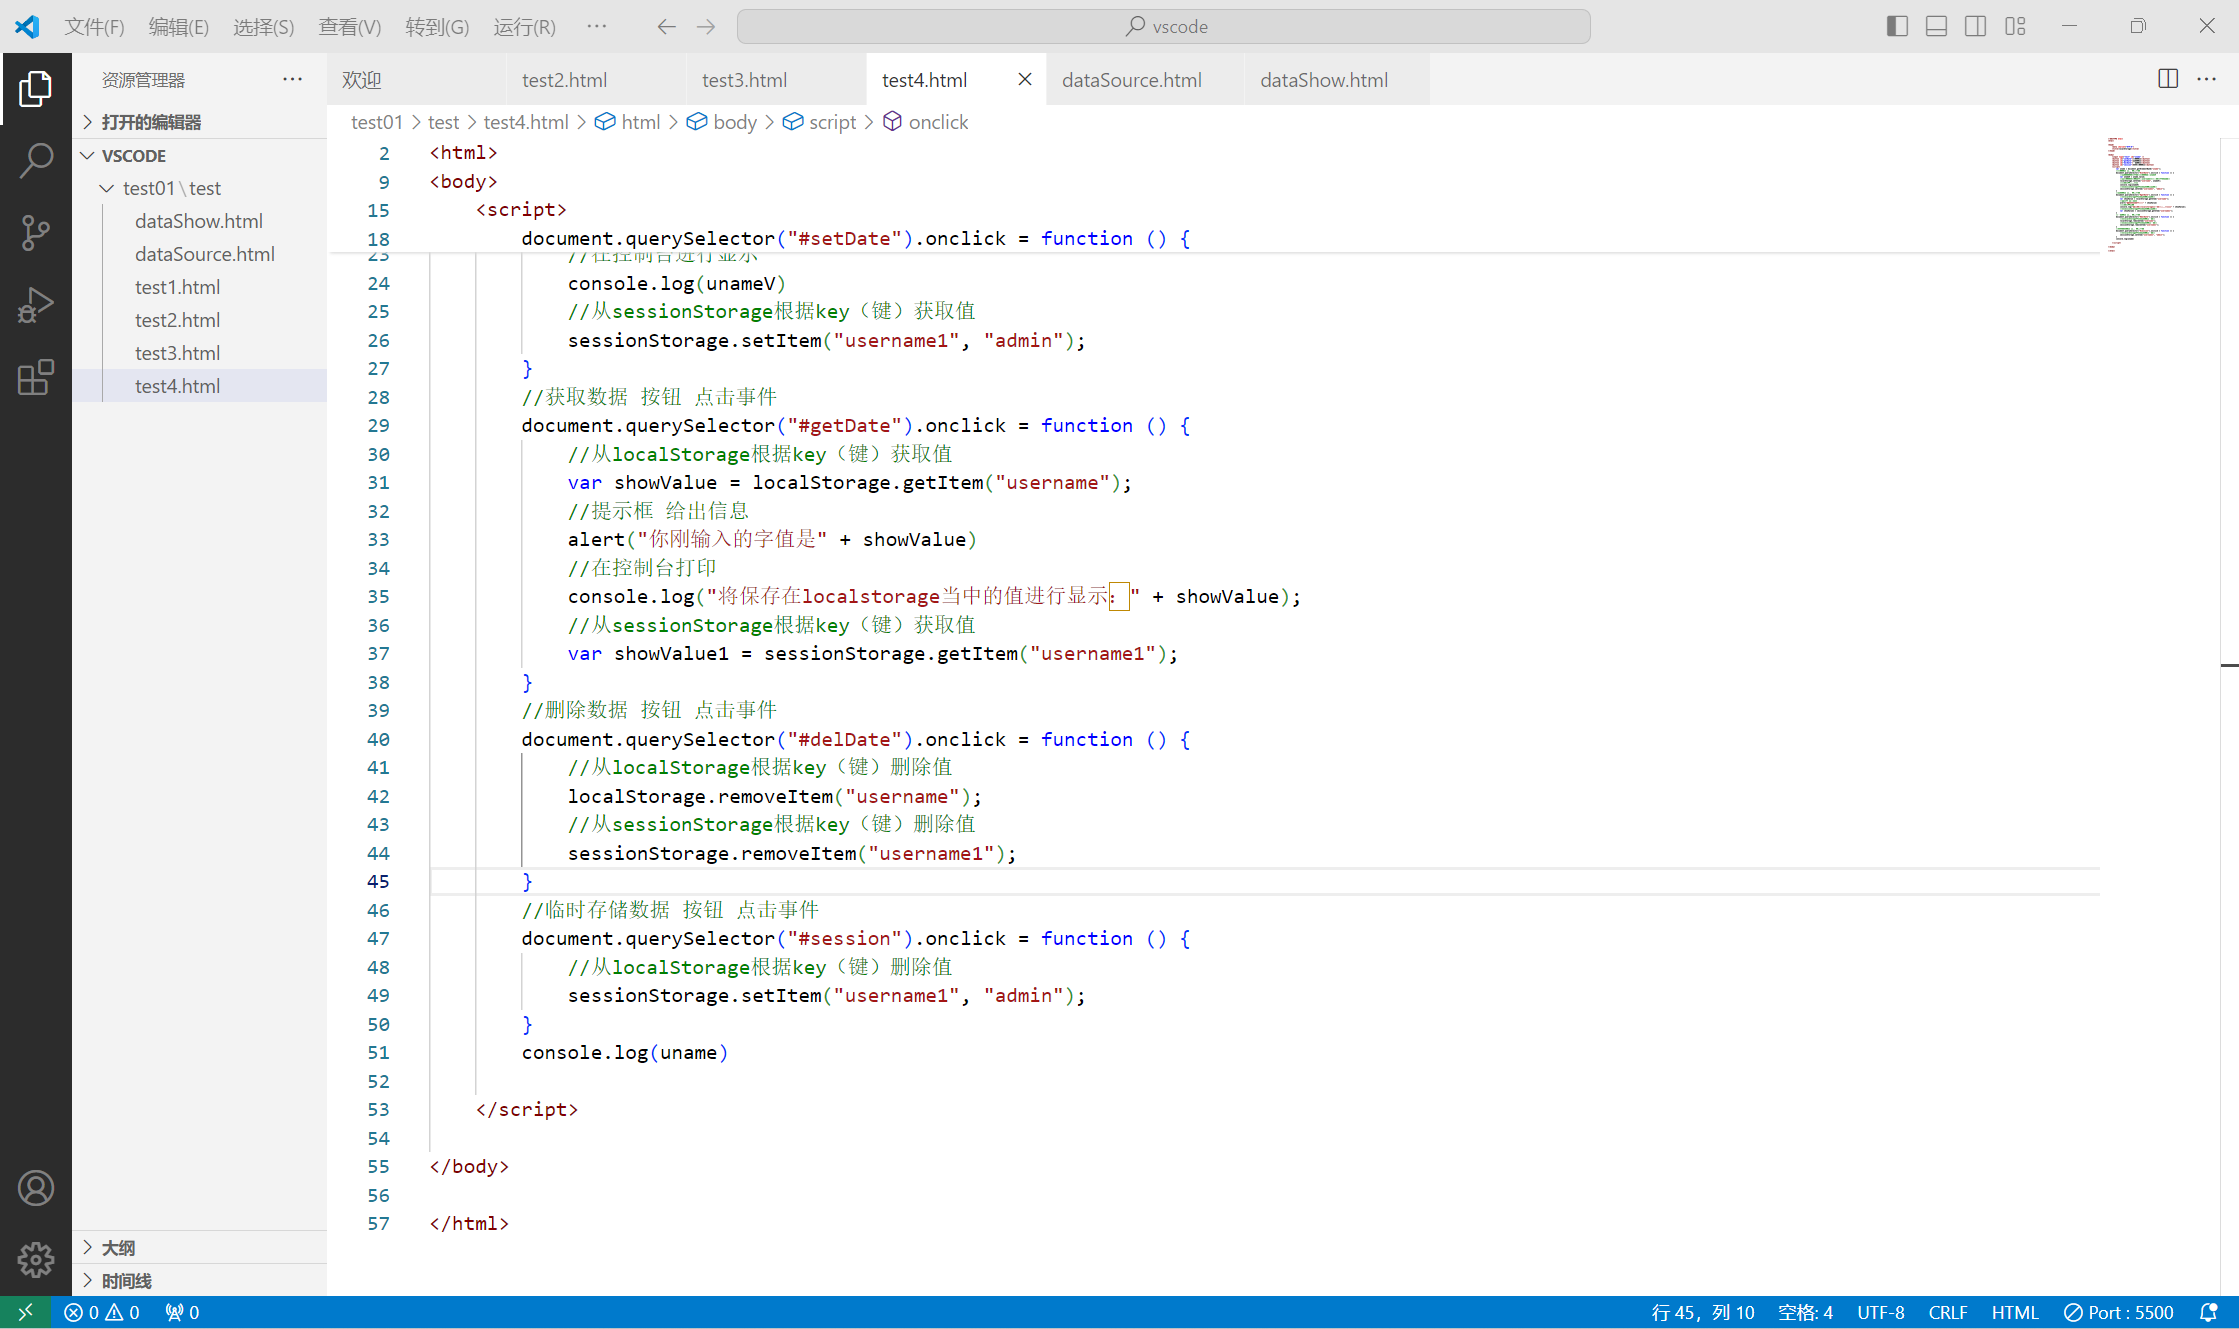 文件(F) 编辑(E) 选择(S) 查看(V) 转到(G) 运行(R) ··· vscode
资源管理器 ···
打开的编辑器
VSCODE
test01\test
dataShow.html
dataSource.html
test1.html
test2.html
test3.html
test4.html
大纲
时间线
欢迎 test2.html test3.html test4.html dataSource.html dataShow.html
test01 > test > test4.html > html > body > script > onclick
2 <html>
9 <body>
15 <script>
18 document.querySelector("#setDate").onclick = function () {
23 //在控制台进行显示
24 console.log(unameV)
25 //从sessionStorage根据key（键）获取值
26 sessionStorage.setItem("username1", "admin");
27 }
28 //获取数据 按钮 点击事件
29 document.querySelector("#getDate").onclick = function () {
30 //从localStorage根据key（键）获取值
31 var showValue = localStorage.getItem("username");
32 //提示框 给出信息
33 alert("你刚输入的字值是" + showValue)
34 //在控制台打印
35 console.log("将保存在localstorage当中的值进行显示：" + showValue);
36 //从sessionStorage根据key（键）获取值
37 var showValue1 = sessionStorage.getItem("username1");
38 }
39 //删除数据 按钮 点击事件
40 document.querySelector("#delDate").onclick = function () {
41 //从localStorage根据key（键）删除值
42 localStorage.removeItem("username");
43 //从sessionStorage根据key（键）删除值
44 sessionStorage.removeItem("username1");
45 }
46 //临时存储数据 按钮 点击事件
47 document.querySelector("#session").onclick = function () {
48 //从localStorage根据key（键）删除值
49 sessionStorage.setItem("username1", "admin");
50 }
51 console.log(uname)
52
53 </script>
54
55 </body>
56
57 </html>
0 0 0 行 45，列 10 空格: 4 UTF-8 CRLF HTML Port : 5500